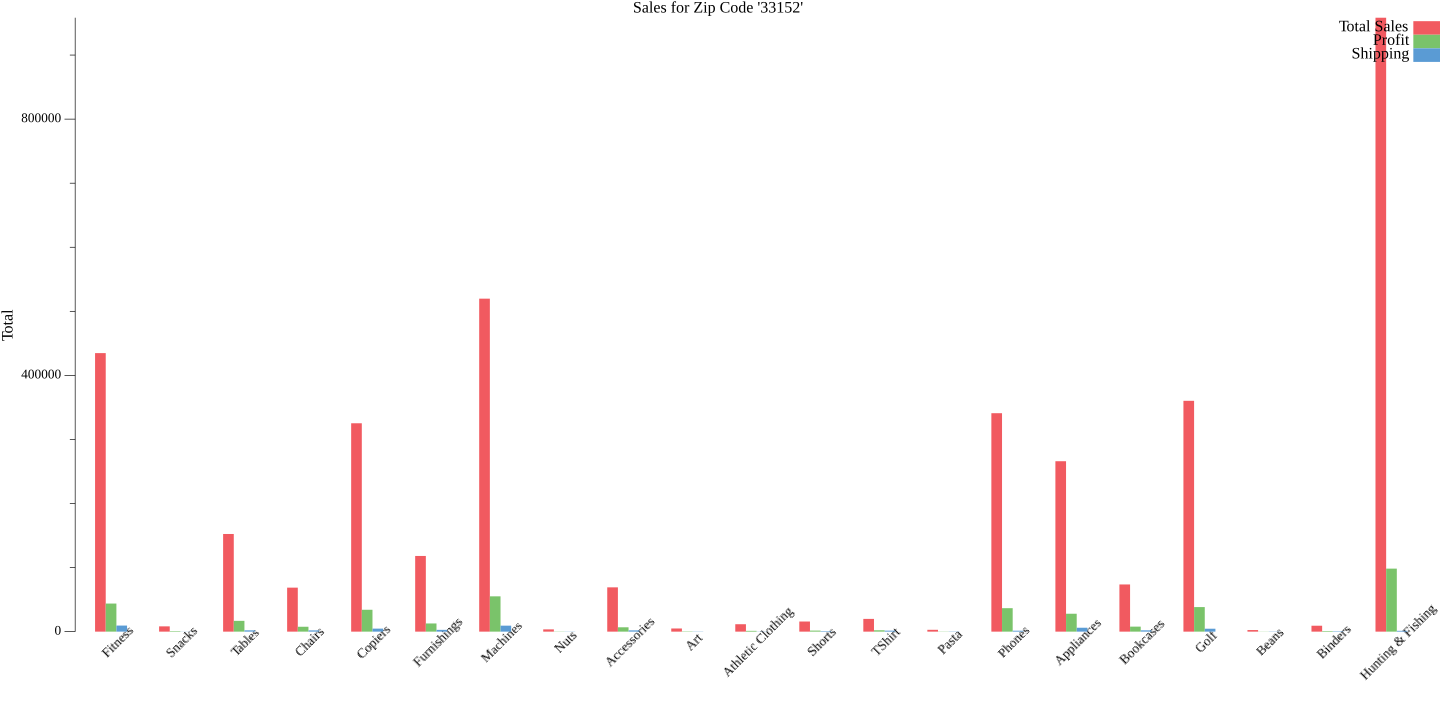 Sales for Zip Code '33152'
Total Sales
Profit
Shipping
800000
400000
0
Total
Fitness
Snacks
Tables
Chairs
Copiers
Furnishings
Machines
Nuts
Accessories
Art
Athletic Clothing
Shorts
TShirt
Pasta
Phones
Appliances
Bookcases
Golf
Beans
Binders
Hunting & Fishing